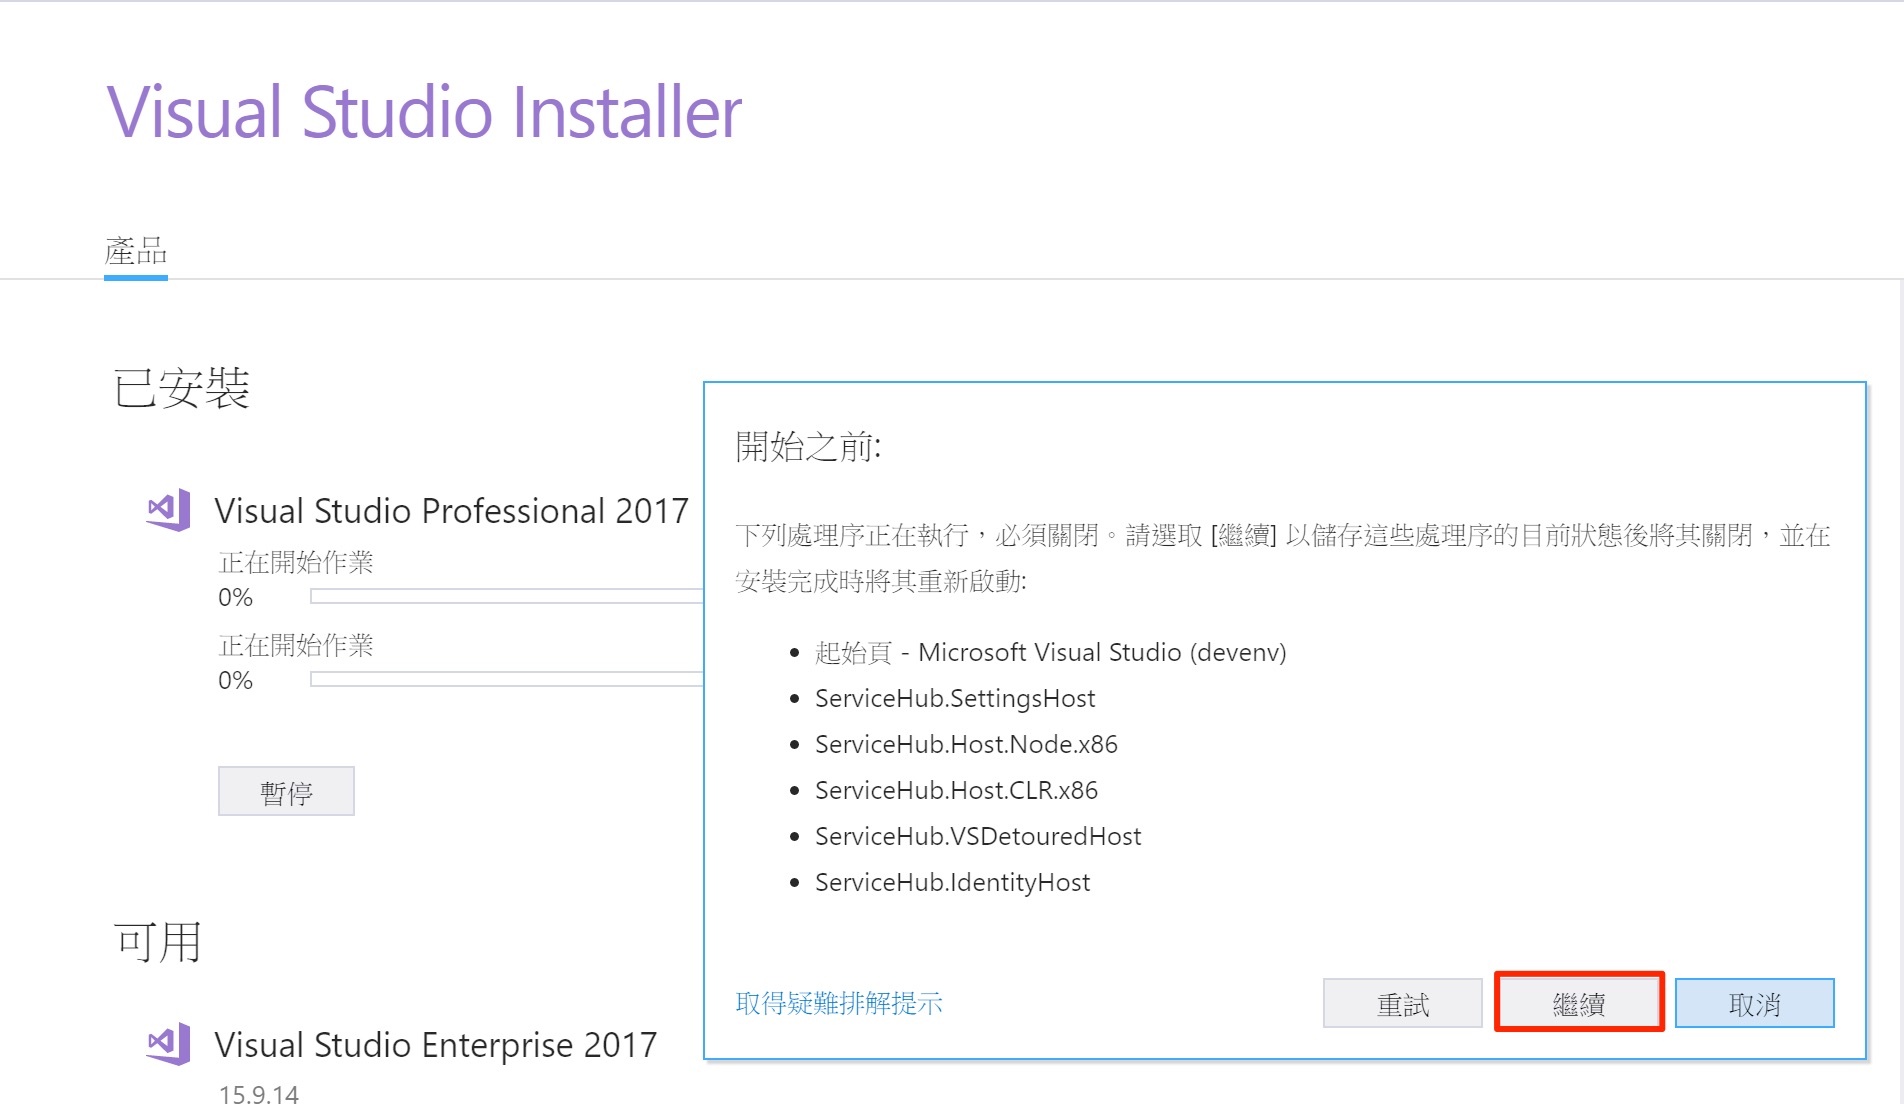 Visual Studio Installer
產品
已安裝
Visual Studio Professional 2017
正在開始作業
0%
正在開始作業
0%
暫停
可用
Visual Studio Enterprise 2017
15.9.14
開始之前:
下列處理序正在執行，必須關閉。請選取 [繼續] 以儲存這些處理序的目前狀態後將其關閉，並在
安裝完成時將其重新啟動:
• 起始頁 - Microsoft Visual Studio (devenv)
• ServiceHub.SettingsHost
• ServiceHub.Host.Node.x86
• ServiceHub.Host.CLR.x86
• ServiceHub.VSDetouredHost
• ServiceHub.IdentityHost
取得疑難排解提示
重試
繼續
取消